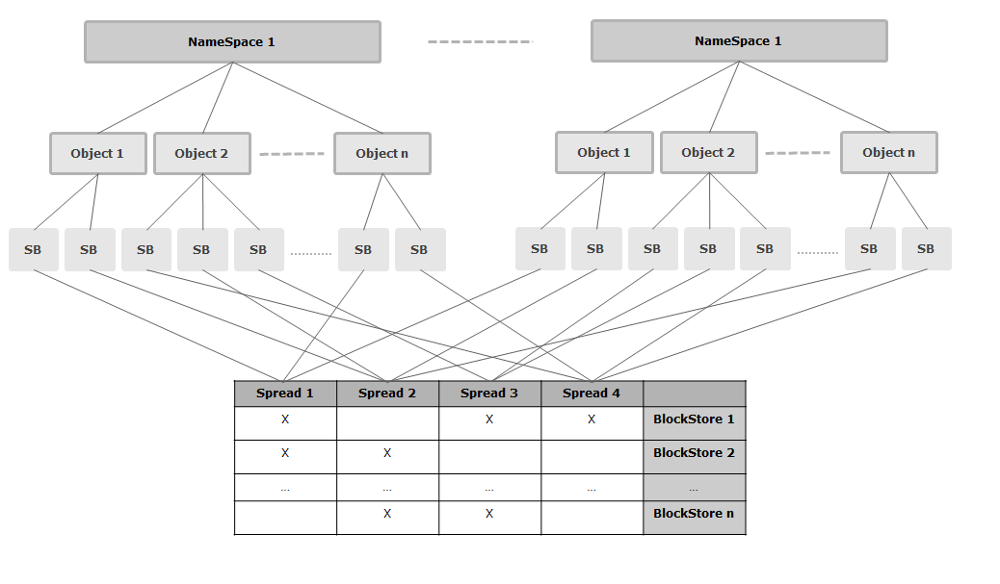 NameSpace 1 NameSpace 1
Object 1 Object 2 Object n Object 1 Object 2 Object n
SB SB SB SB SB SB SB SB SB SB SB SB SB SB
Spread 1 Spread 2 Spread 3 Spread 4
X X X BlockStore 1
X X BlockStore 2
... ... ... ... ...
X X BlockStore n